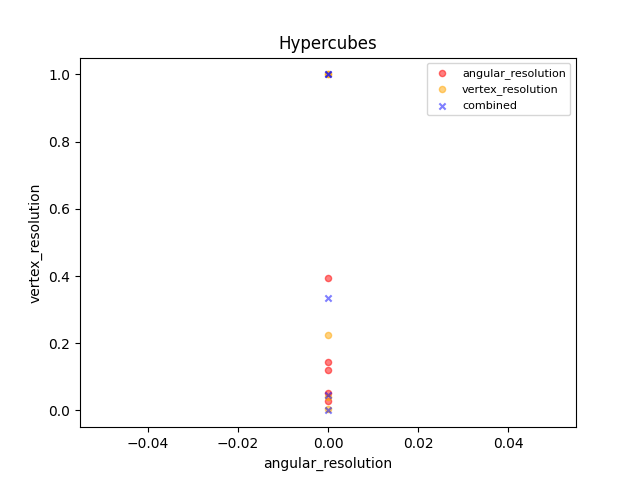 Hypercubes
angular_resolution
vertex_resolution
combined
1.0
0.8
0.6
0.4
0.2
0.0
vertex_resolution
−0.04 −0.02 0.00 0.02 0.04
angular_resolution